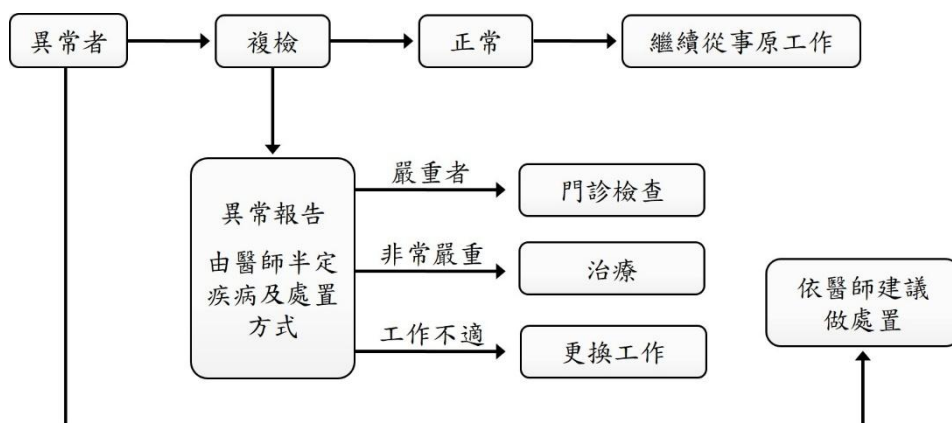 異常者
複檢
正常
繼續從事原工作
異常報告
由醫師半定
疾病及處置
方式
嚴重者
門診檢查
非常嚴重
治療
工作不適
更換工作
依醫師建議
做處置